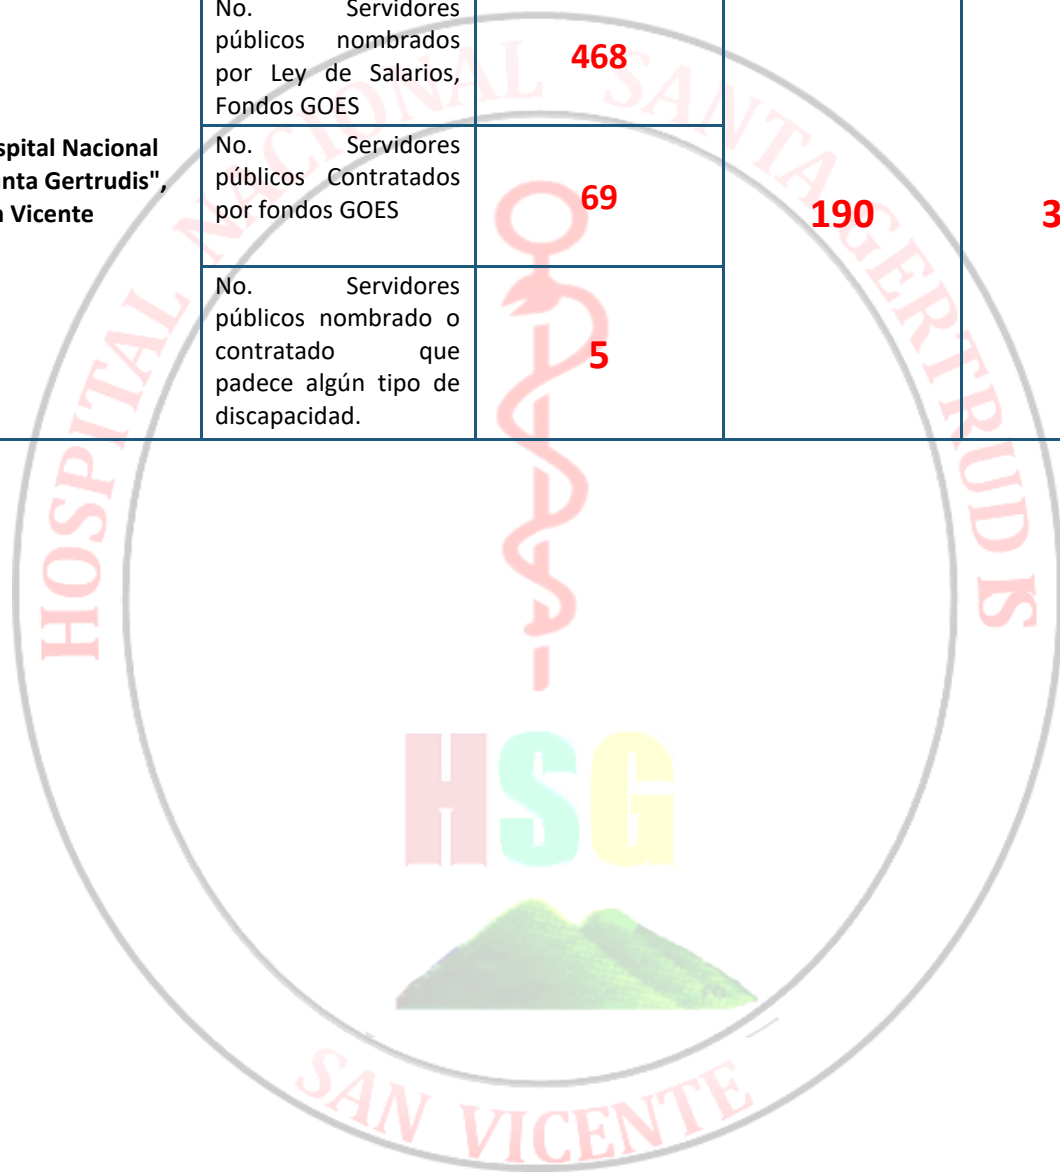 No. Servidores
públicos nombrados
por Ley de Salarios,
Fondos GOES
468
spital Nacional
anta Gertrudis",
Vicente
No. Servidores
públicos Contratados
por fondos GOES
69
190
3
No. Servidores
públicos nombrado o
contratado que
padece algún tipo de
discapacidad.
5
HOSPITAL NACIONAL SANTA GERTRUDIS
HSG
SAN VICENTE